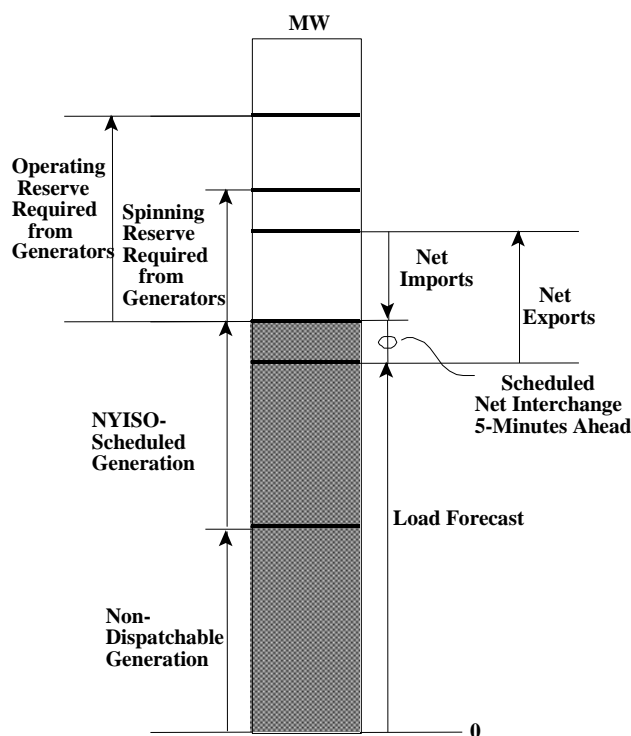 MW
Operating
Reserve
Required
from
Generators
Spinning
Reserve
Required
from
Generators
Net
Imports
Net
Exports
Scheduled
Net Interchange
5-Minutes Ahead
NYISO-
Scheduled
Generation
Load Forecast
Non-
Dispatchable
Generation
0